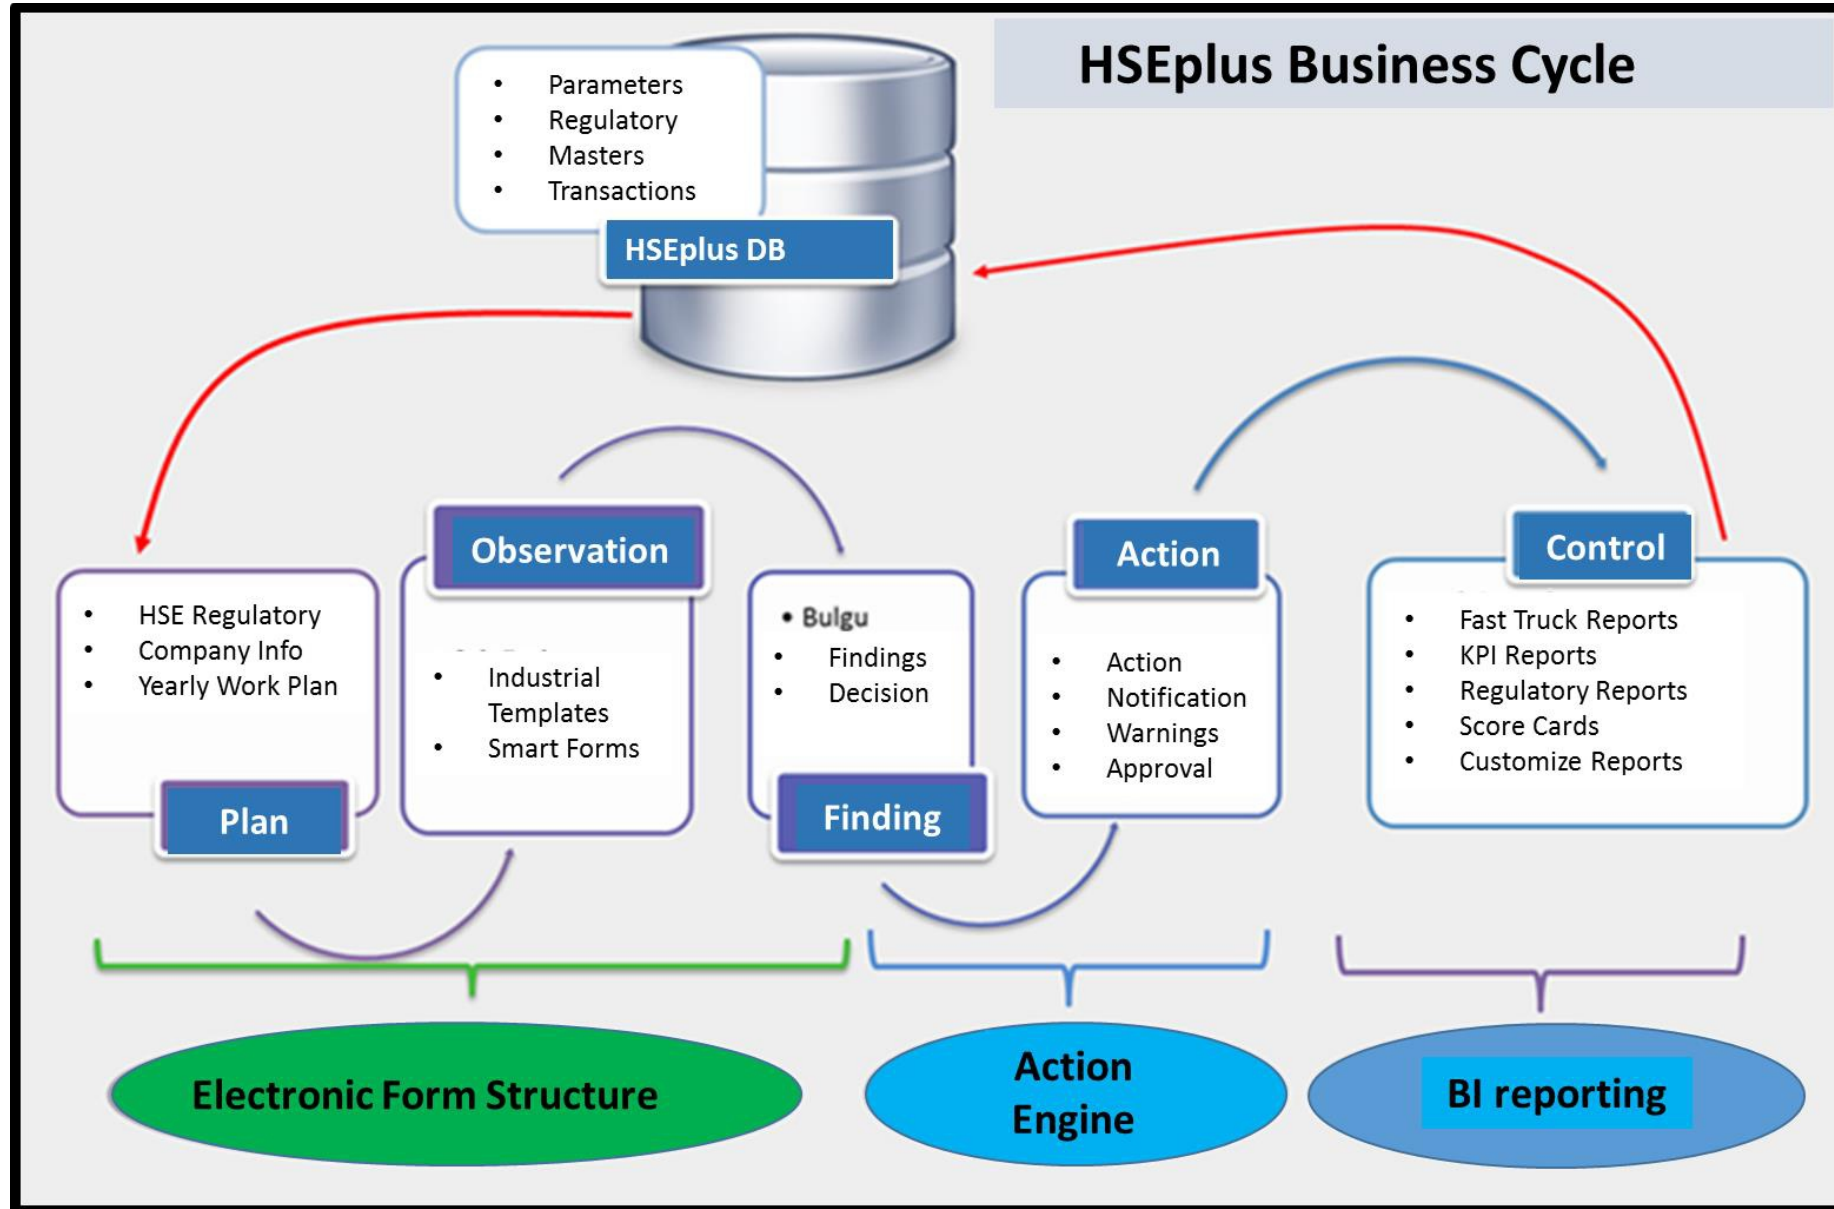 HSEplus Business Cycle
• Parameters
• Regulatory
• Masters
• Transactions
HSEplus DB
• HSE Regulatory
• Company Info
• Yearly Work Plan
Plan
Observation
• Industrial
Templates
• Smart Forms
• Bulgu
• Findings
• Decision
Finding
Action
• Action
• Notification
• Warnings
• Approval
Control
• Fast Truck Reports
• KPI Reports
• Regulatory Reports
• Score Cards
• Customize Reports
Electronic Form Structure
Action
Engine
BI reporting